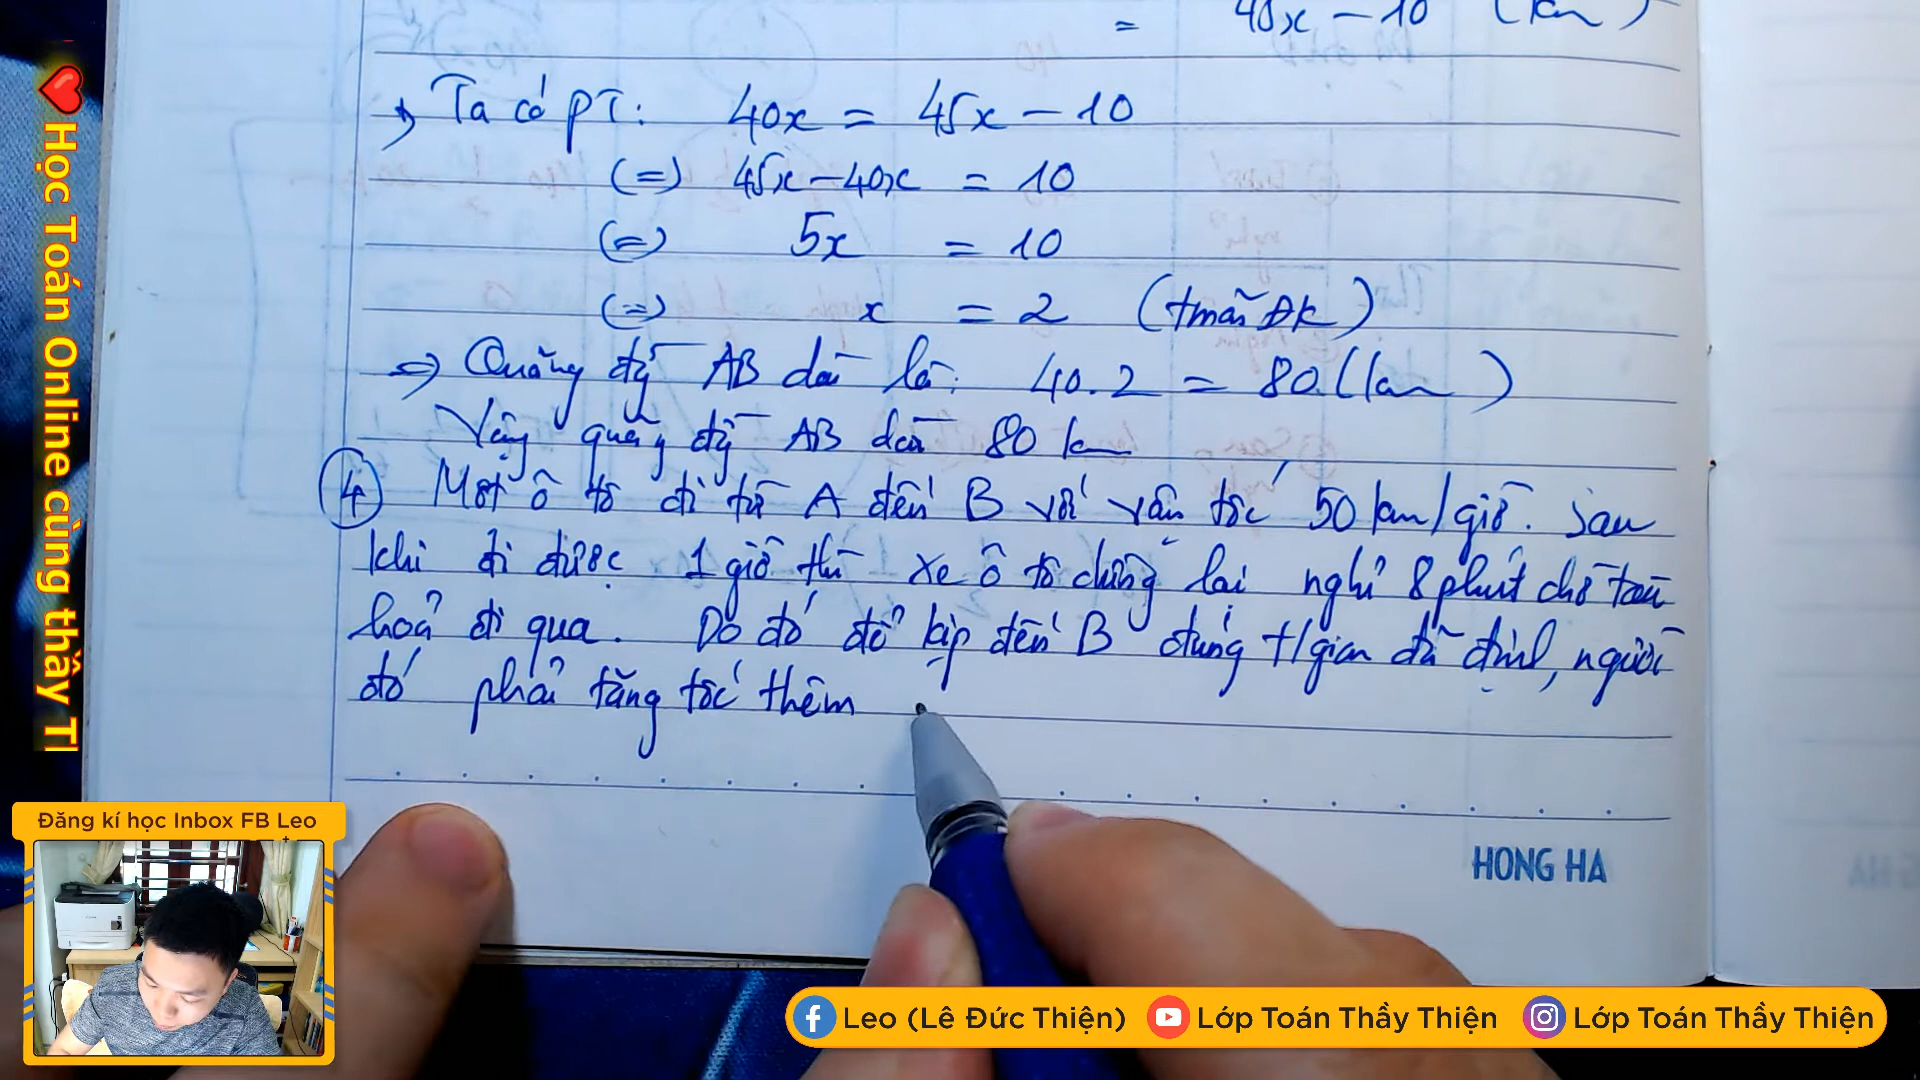 = 45x - 10 (km)
→ Ta có PT: 40x = 45x - 10
(=) 45x - 40x = 10
(=) 5x = 10
(=) x = 2 (tmãn ĐK)
=> Quãng đg AB dài là: 40.2 = 80 (km)
Vậy quãng đg AB dài 80 km
④ Một ô tô đi từ A đến B với vận tốc 50 km/giờ. Sau
khi đi được 1 giờ thì xe ô tô dừng lại nghỉ 8 phút chờ tàu
hoả đi qua. Do đó để kịp đến B đúng t/gian đã định, người
đó phải tăng tốc thêm
HONG HA
❤Học Toán Online cùng thầy T
Đăng kí học Inbox FB Leo
Leo (Lê Đức Thiện) Lớp Toán Thầy Thiện Lớp Toán Thầy Thiện